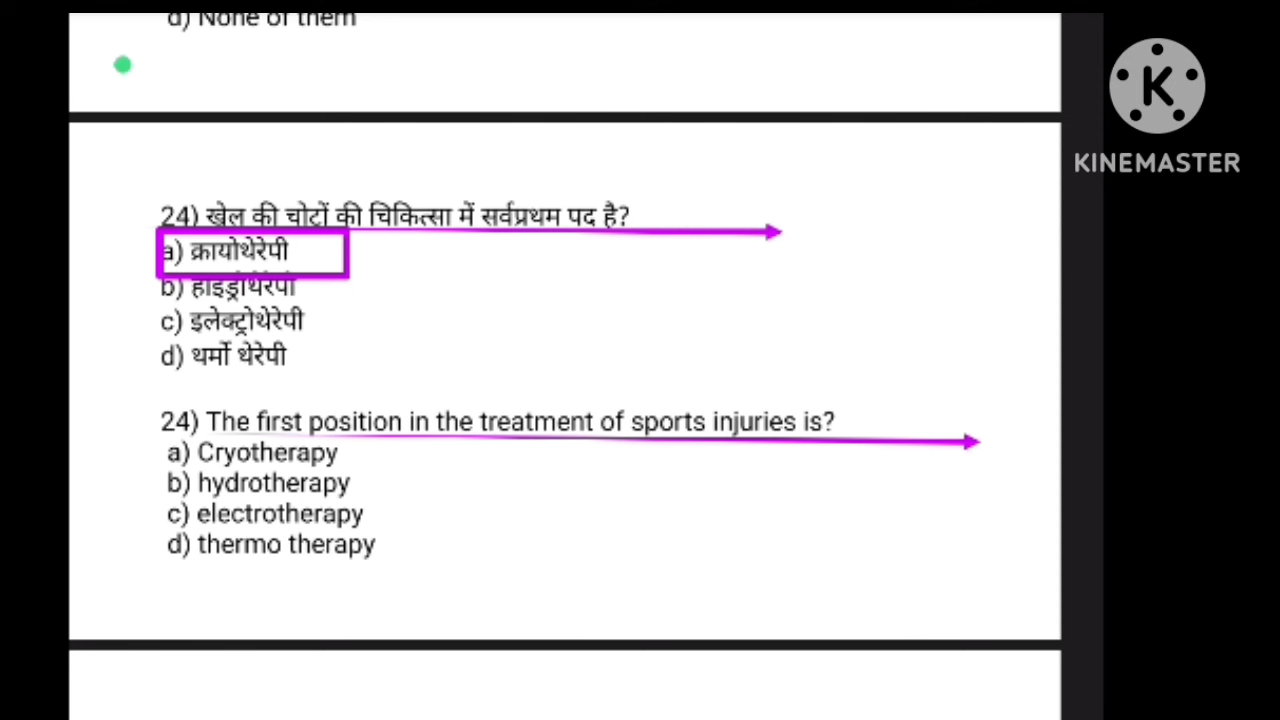 d) None of them
24) खेल की चोटों की चिकित्सा में सर्वप्रथम पद है?
a) क्रायोथेरेपी
b) हाइड्रोथेरेपी
c) इलेक्ट्रोथेरेपी
d) थर्मो थेरेपी
24) The first position in the treatment of sports injuries is?
a) Cryotherapy
b) hydrotherapy
c) electrotherapy
d) thermo therapy
K
KINEMASTER